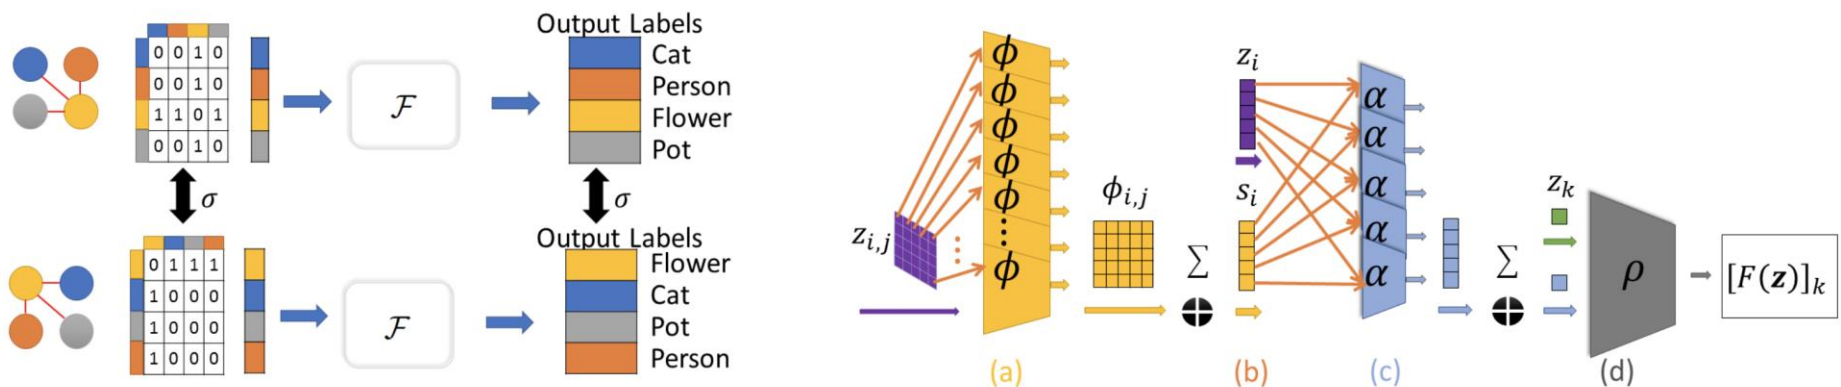 Output Labels
0 0 1 0
0 0 1 0
1 1 0 1
0 0 1 0
ℱ
Cat
Person
Flower
Pot
σ
σ
Output Labels
0 1 1 1
1 0 0 0
1 0 0 0
1 0 0 0
ℱ
Flower
Cat
Pot
Person
z_{i,j}
ϕ
ϕ
ϕ
ϕ
ϕ
⋮
ϕ
ϕ_{i,j}
∑
z_i
s_i
α
α
α
α
α
∑
z_k
ρ
[F(𝒛)]_k
(a)
(b)
(c)
(d)